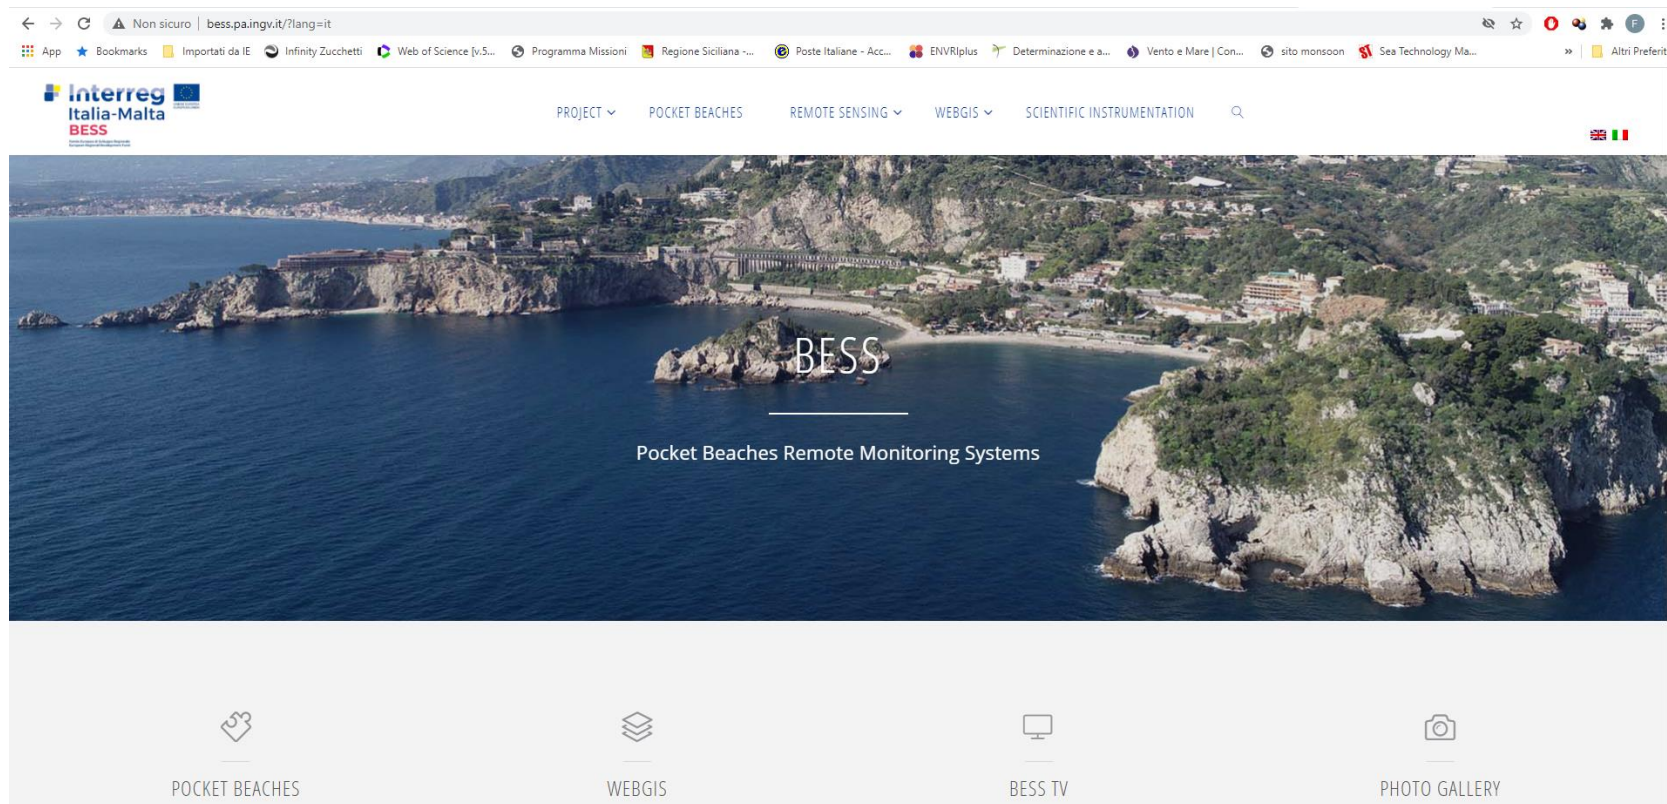 Non sicuro | bess.pa.ingv.it/?lang=it
App Bookmarks Importati da IE Infinity Zucchetti Web of Science [v.5... Programma Missioni Regione Siciliana -... Poste Italiane - Acc... ENVRIplus Determinazione e a... Vento e Mare | Con... sito monsoon Sea Technology Ma... » Altri Preferit
Interreg
Italia-Malta
BESS
PROJECT POCKET BEACHES REMOTE SENSING WEBGIS SCIENTIFIC INSTRUMENTATION
BESS
Pocket Beaches Remote Monitoring Systems
POCKET BEACHES WEBGIS BESS TV PHOTO GALLERY